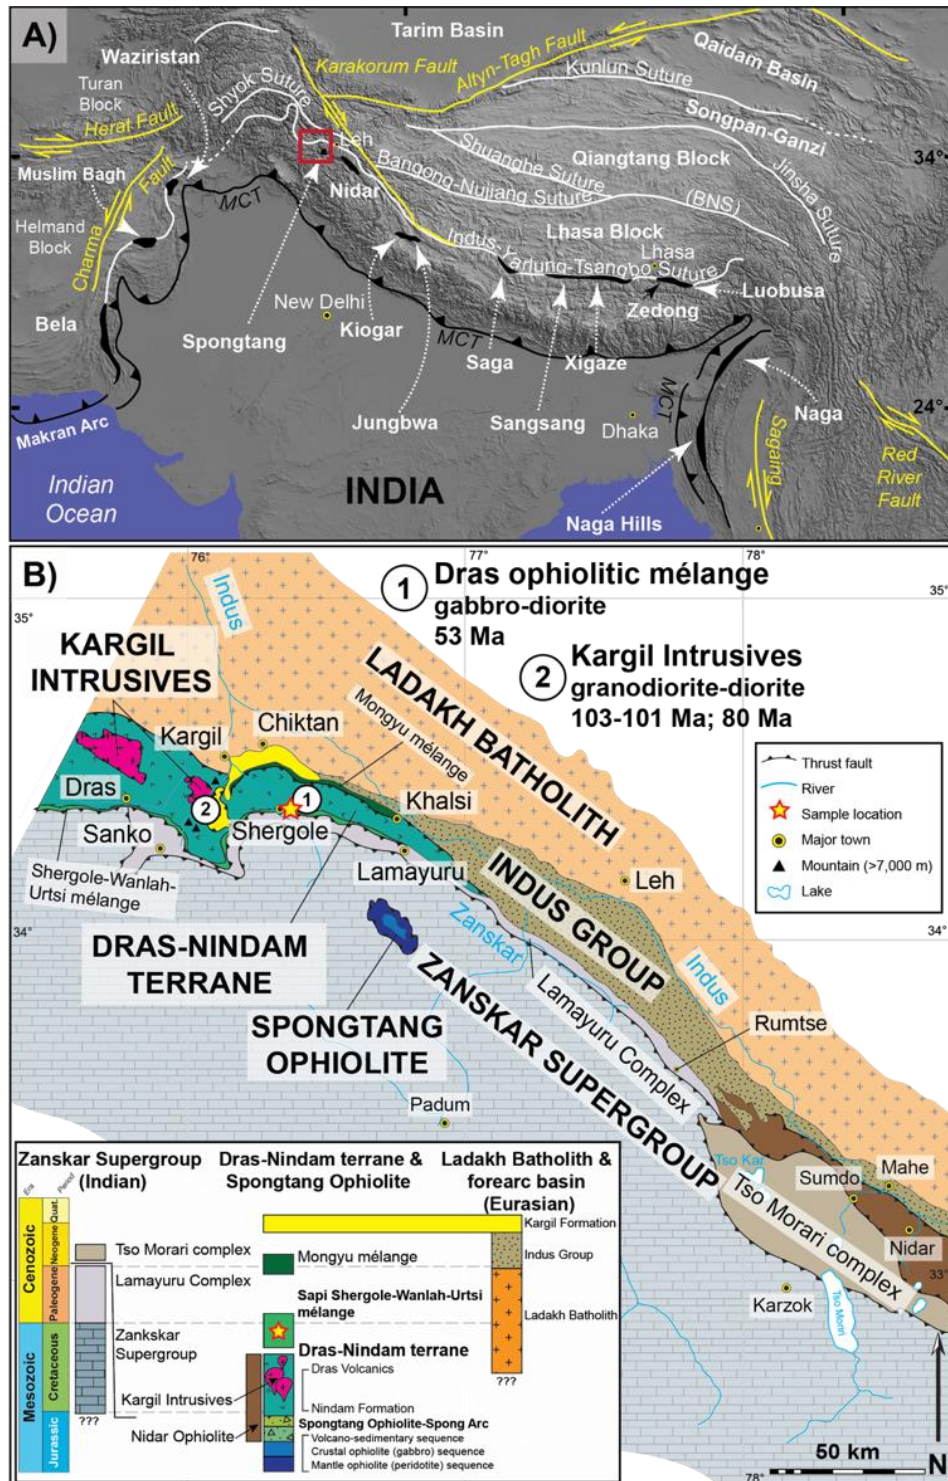 A)
Tarim Basin
Waziristan
Karakorum Fault
Altyn-Tagh Fault
Qaidam Basin
Kunlun Suture
Turan
Block
Shyok Suture
Songpan-Ganzi
Herat Fault
Leh
Shuanghe Suture
Qiangtang Block
34°
Muslim Bagh
Fault
Nidar
Bangong-Nujiang Suture
(BNS)
Jinsha Suture
MCT
Helmand
Block
Charma
Lhasa Block
Indus-Yarlung-Tsangbo Suture
Lhasa
New Delhi
Luobusa
Bela
Spongtang
Kiogar
MCT
Zedong
Saga
Xigaze
MCT
Naga
24°
Makran Arc
Jungbwa
Sangsang
Dhaka
Sagaing
Indian
Ocean
INDIA
Red
River
Fault
Naga Hills
B)
76°
77°
78°
1
Dras ophiolitic mélange
gabbro-diorite
53 Ma
35°
35°
Indus
2
Kargil Intrusives
granodiorite-diorite
103-101 Ma; 80 Ma
KARGIL
INTRUSIVES
LADAKH BATHOLITH
Mongyu mélange
Chiktan
Kargil
Thrust fault
River
Sample location
Major town
Mountain (>7,000 m)
Lake
Dras
2
1
Khalsi
Sanko
Shergole
Lamayuru
Leh
Shergole-Wanlah-
Urtsi mélange
INDUS GROUP
34°
34°
Zanskar
Indus
DRAS-NINDAM
TERRANE
Lamayuru Complex
Rumtse
SPONGTANG
OPHIOLITE
ZANSKAR SUPERGROUP
Padum
Tso Kar
Sumdo
Mahe
Tso Morari complex
Nidar
33°
Karzok
Tso Moriri
50 km
N
78°
Zanskar Supergroup
(Indian)
Dras-Nindam terrane &
Spongtang Ophiolite
Ladakh Batholith &
forearc basin
(Eurasian)
Era
Period
Quat.
Kargil Formation
Cenozoic
Neogene
Tso Morari complex
Mongyu mélange
Indus Group
Paleogene
Lamayuru Complex
Sapi Shergole-Wanlah-Urtsi
mélange
Ladakh Batholith
Mesozoic
Cretaceous
Zankskar
Supergroup
Dras-Nindam terrane
Dras Volcanics
???
Kargil Intrusives
???
Nindam Formation
Jurassic
Nidar Ophiolite
Spongtang Ophiolite-Spong Arc
Volcano-sedimentary sequence
Crustal ophiolite (gabbro) sequence
Mantle ophiolite (peridotite) sequence